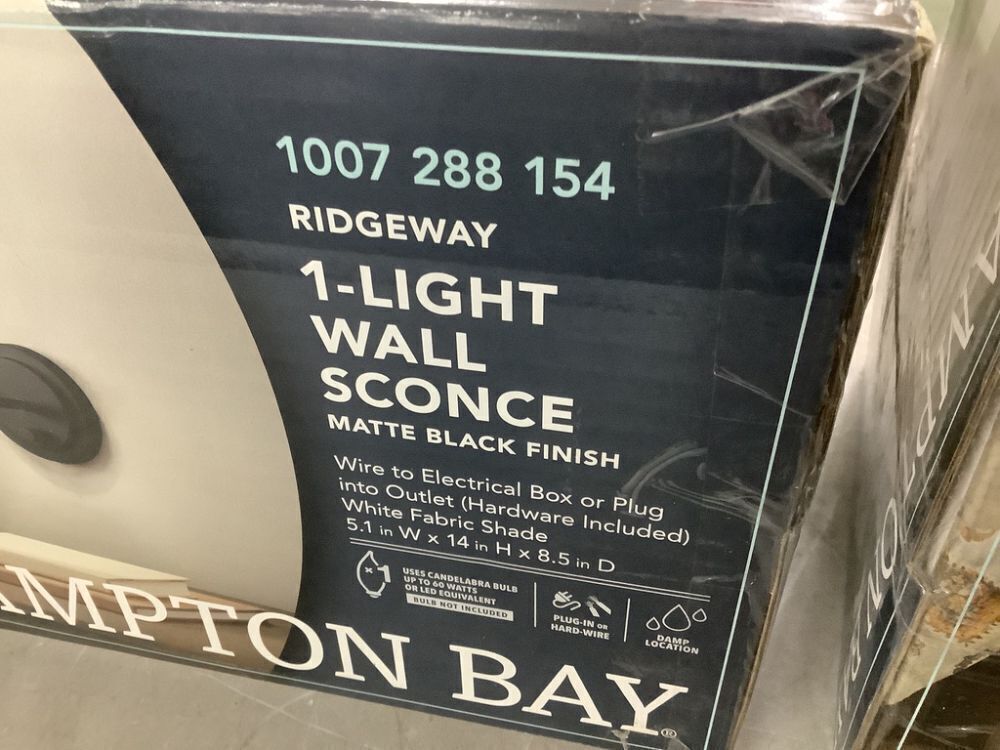 1007 288 154
RIDGEWAY
1-LIGHT
WALL
SCONCE
MATTE BLACK FINISH
Wire to Electrical Box or Plug
into Outlet (Hardware Included)
White Fabric Shade
5.1 in W x 14 in H x 8.5 in D
x1
USES CANDELABRA BULB
UP TO 60 WATTS
OR LED EQUIVALENT
BULB NOT INCLUDED
PLUG-IN OR
HARD-WIRE
DAMP
LOCATION
AMPTON BAY®